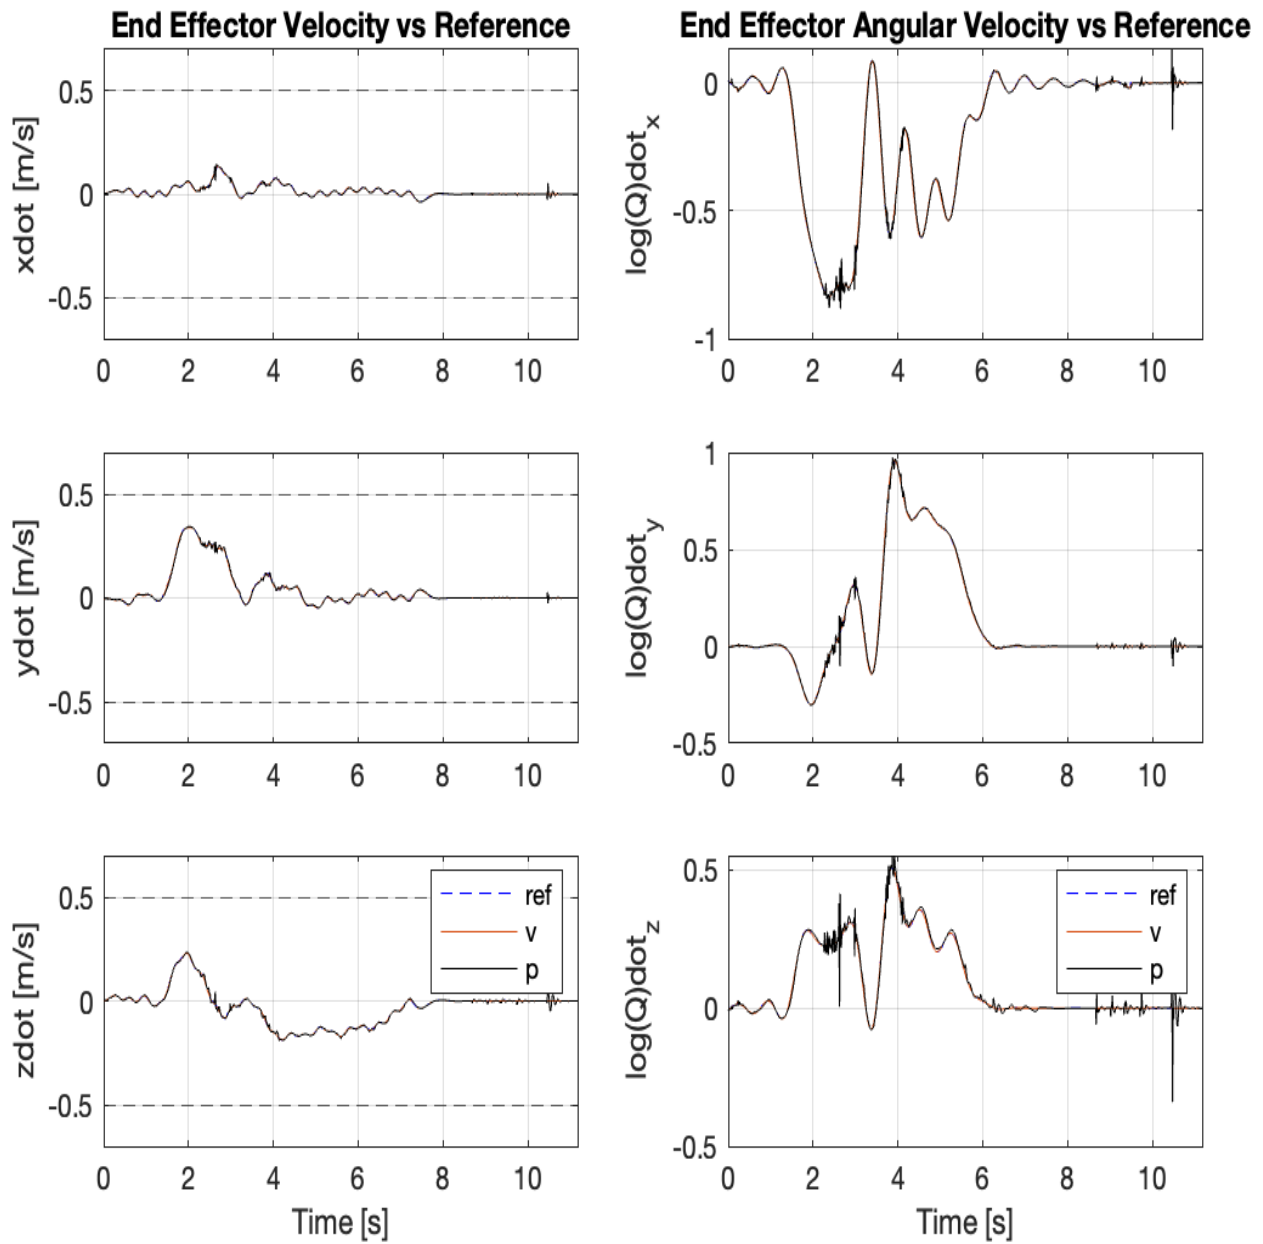 End Effector Velocity vs Reference
End Effector Angular Velocity vs Reference
xdot [m/s]
0.5
0
-0.5
0 2 4 6 8 10
log(Q)dot_x
0
-0.5
-1
0 2 4 6 8 10
ydot [m/s]
0.5
0
-0.5
0 2 4 6 8 10
log(Q)dot_y
1
0.5
0
-0.5
0 2 4 6 8 10
zdot [m/s]
0.5
0
-0.5
ref
v
p
0 2 4 6 8 10
Time [s]
log(Q)dot_z
0.5
0
-0.5
ref
v
p
0 2 4 6 8 10
Time [s]